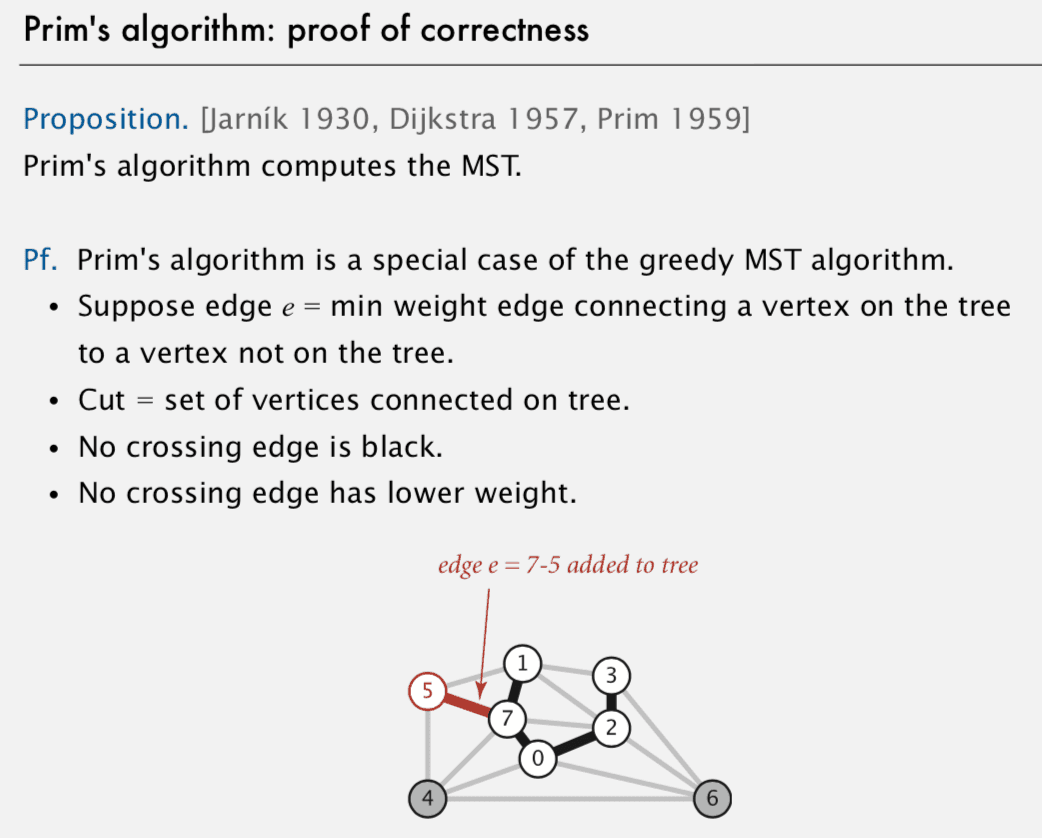 Prim's algorithm: proof of correctness
Proposition. [Jarník 1930, Dijkstra 1957, Prim 1959]
Prim's algorithm computes the MST.
Pf. Prim's algorithm is a special case of the greedy MST algorithm.
• Suppose edge e = min weight edge connecting a vertex on the tree
to a vertex not on the tree.
• Cut = set of vertices connected on tree.
• No crossing edge is black.
• No crossing edge has lower weight.
edge e = 7-5 added to tree
1
3
5
7
2
0
4
6